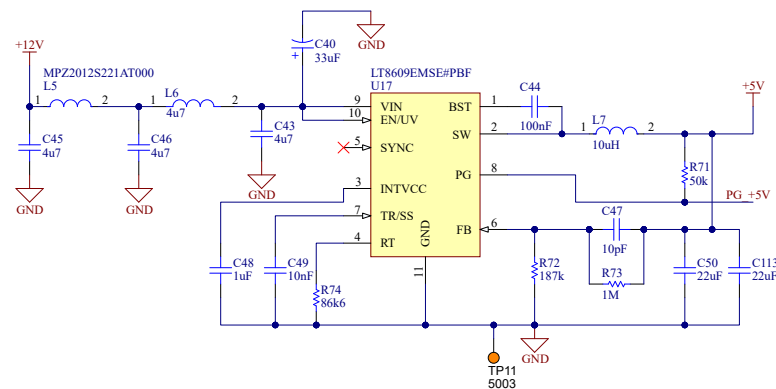 C40
33uF
GND
+12V
MPZ2012S221AT000
L5
1
2
L6
4u7
1
2
LT8609EMSE#PBF
U17
C44
100nF
+5V
9
VIN
BST
1
10
EN/UV
SW
2
L7
1
2
10uH
C45
4u7
C46
4u7
C43
4u7
5
SYNC
GND
GND
GND
PG
8
R71
50k
PG_+5V
3
INTVCC
7
TR/SS
4
RT
GND
11
FB
6
C47
10pF
R73
1M
R72
187k
C50
22uF
C113
22uF
C48
1uF
C49
10nF
R74
86k6
GND
TP11
5003